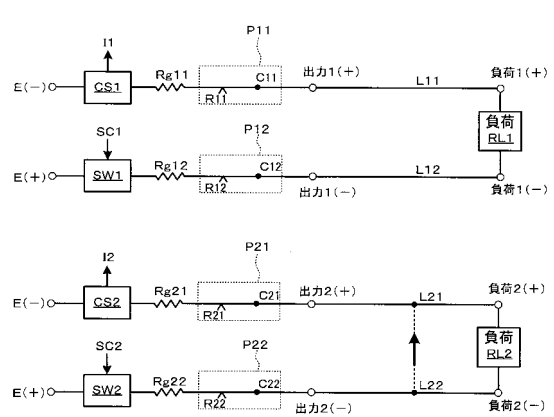 I1
P11
Rg11
C11
R11
出力1(+)
L11
負荷1(+)
E(-)
CS1
負荷
RL1
SC1
P12
Rg12
C12
R12
E(+)
SW1
出力1(-)
L12
負荷1(-)
I2
P21
Rg21
C21
R21
出力2(+)
L21
負荷2(+)
E(-)
CS2
負荷
RL2
SC2
P22
Rg22
C22
R22
E(+)
SW2
出力2(-)
L22
負荷2(-)